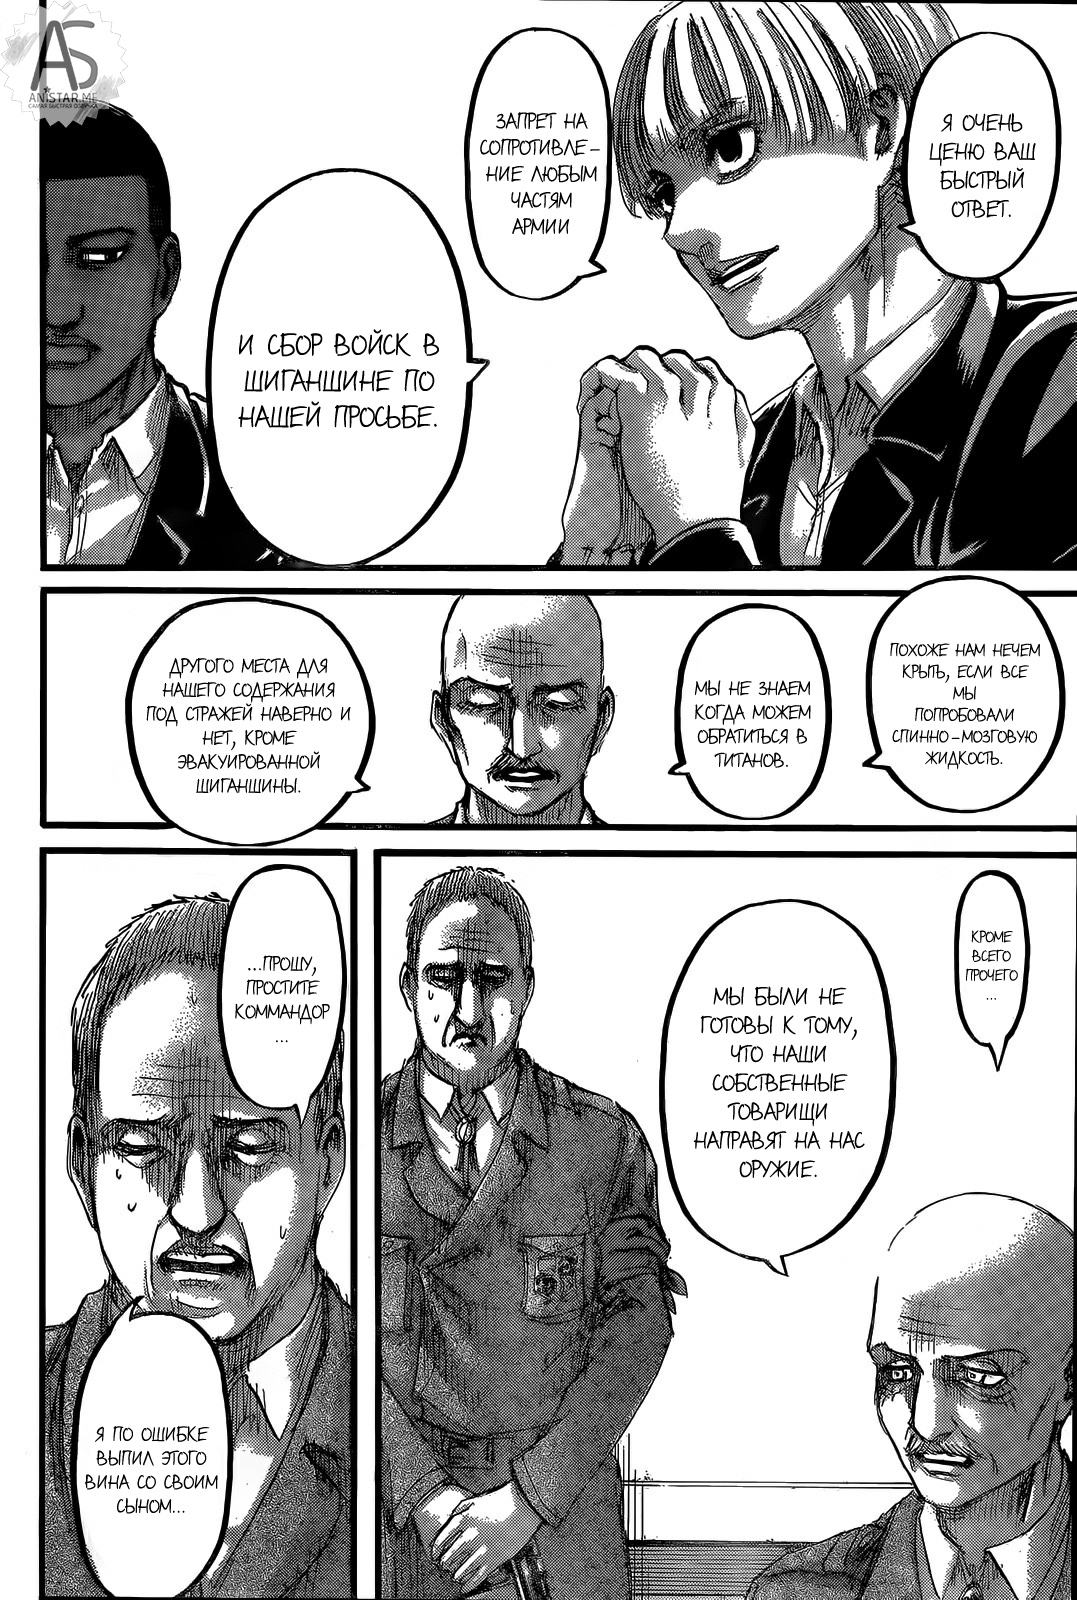 AS
ANISTAR.ME
САМАЯ БЫСТРАЯ ОЗВУЧКА
Я ОЧЕНЬ
ЦЕНЮ ВАШ
БЫСТРЫЙ
ОТВЕТ.
ЗАПРЕТ НА
СОПРОТИВЛЕ-
НИЕ ЛЮБЫМ
ЧАСТЯМ
АРМИИ
И СБОР ВОЙСК В
ШИГАНШИНЕ ПО
НАШЕЙ ПРОСЬБЕ.
ПОХОЖЕ НАМ НЕЧЕМ
КРЫТЬ, ЕСЛИ ВСЕ
МЫ
ПОПРОБОВАЛИ
СПИННО-МОЗГОВУЮ
ЖИДКОСТЬ.
МЫ НЕ ЗНАЕМ
КОГДА МОЖЕМ
ОБРАТИТЬСЯ В
ТИТАНОВ.
ДРУГОГО МЕСТА ДЛЯ
НАШЕГО СОДЕРЖАНИЯ
ПОД СТРАЖЕЙ НАВЕРНО И
НЕТ, КРОМЕ
ЭВАКУИРОВАННОЙ
ШИГАНШИНЫ.
КРОМЕ
ВСЕГО
ПРОЧЕГО
...
МЫ БЫЛИ НЕ
ГОТОВЫ К ТОМУ,
ЧТО НАШИ
СОБСТВЕННЫЕ
ТОВАРИЩИ
НАПРАВЯТ НА НАС
ОРУЖИЕ.
...ПРОШУ,
ПРОСТИТЕ
КОММАНДОР
...
Я ПО ОШИБКЕ
ВЫПИЛ ЭТОГО
ВИНА СО СВОИМ
СЫНОМ...